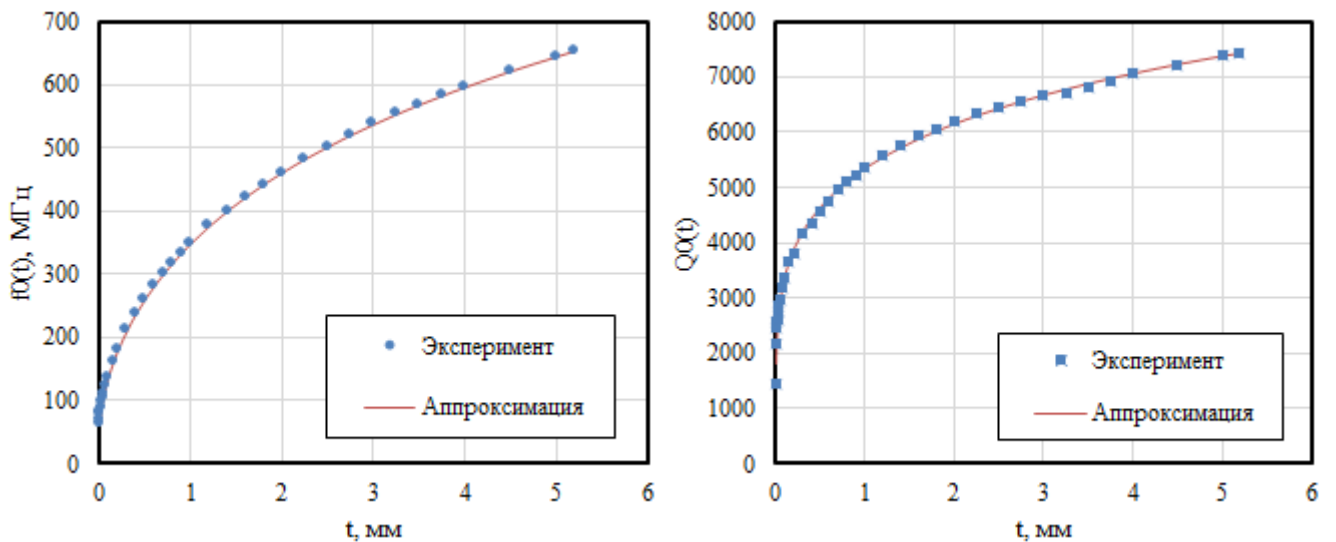 700
600
500
400
300
200
100
0
f0(t), МГц
Эксперимент
Аппроксимация
0 1 2 3 4 5 6
t, мм
8000
7000
6000
5000
4000
3000
2000
1000
0
Q0(t)
Эксперимент
Аппроксимация
0 1 2 3 4 5 6
t, мм